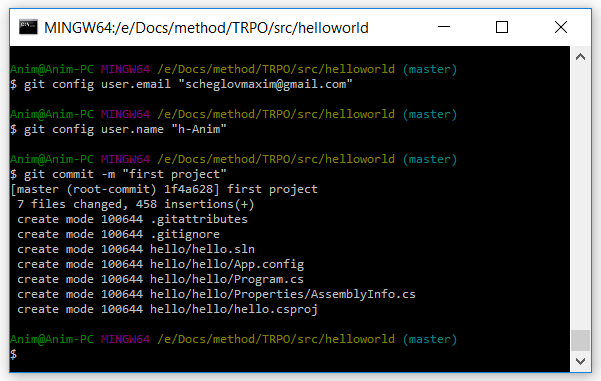 MINGW64:/e/Docs/method/TRPO/src/helloworld
Anim@Anim-PC MINGW64 /e/Docs/method/TRPO/src/helloworld (master)
$ git config user.email "scheglovmaxim@gmail.com"
Anim@Anim-PC MINGW64 /e/Docs/method/TRPO/src/helloworld (master)
$ git config user.name "h-Anim"
Anim@Anim-PC MINGW64 /e/Docs/method/TRPO/src/helloworld (master)
$ git commit -m "first project"
[master (root-commit) 1f4a628] first project
 7 files changed, 458 insertions(+)
 create mode 100644 .gitattributes
 create mode 100644 .gitignore
 create mode 100644 hello/hello.sln
 create mode 100644 hello/hello/App.config
 create mode 100644 hello/hello/Program.cs
 create mode 100644 hello/hello/Properties/AssemblyInfo.cs
 create mode 100644 hello/hello/hello.csproj
Anim@Anim-PC MINGW64 /e/Docs/method/TRPO/src/helloworld (master)
$